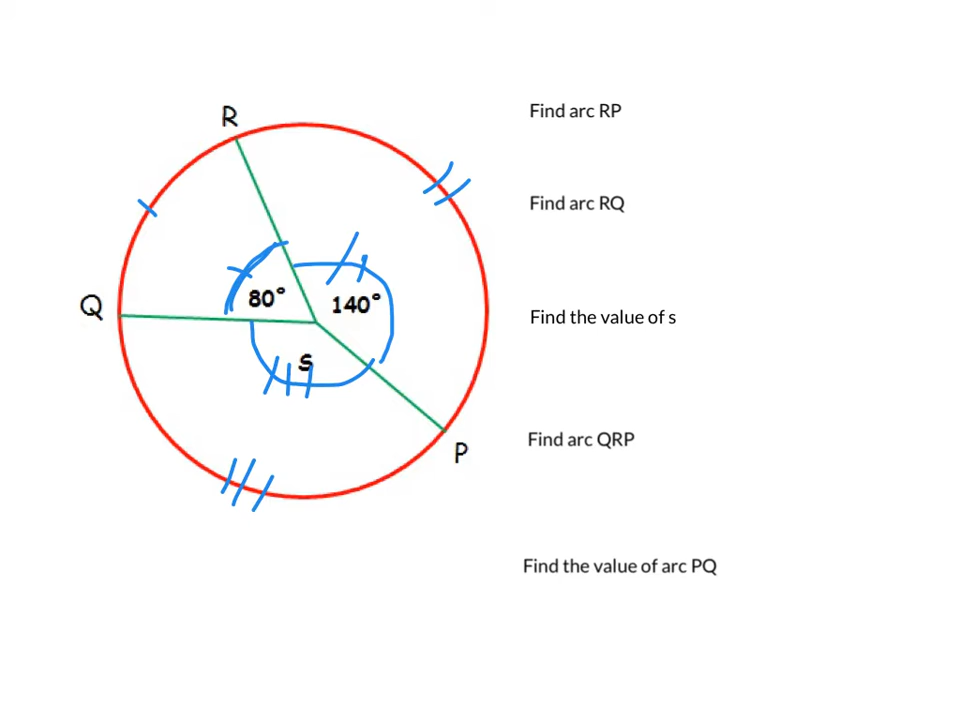 R
Find arc RP
Find arc RQ
80°
140°
Q
Find the value of s
S
Find arc QRP
P
Find the value of arc PQ